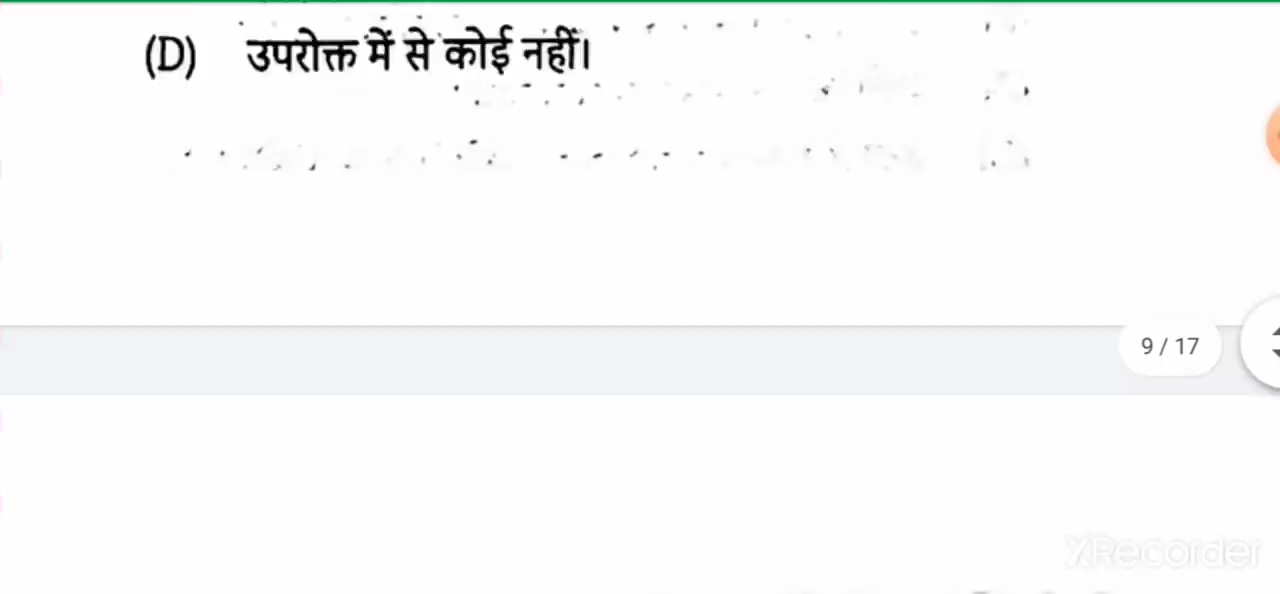 (D) उपरोक्त में से कोई नहीं।
9 / 17
XRecorder